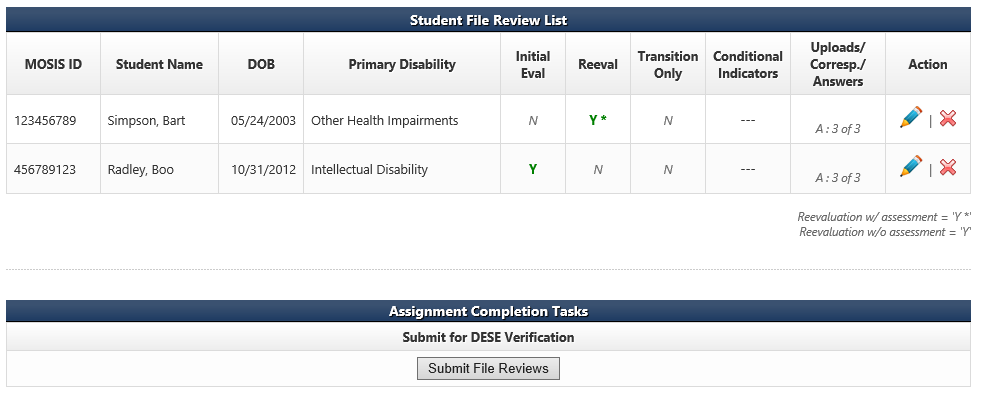 Student File Review List
MOSIS ID Student Name DOB Primary Disability Initial Eval Reeval Transition Only Conditional Indicators Uploads/ Corresp./ Answers Action
123456789 Simpson, Bart 05/24/2003 Other Health Impairments N Y * N --- A : 3 of 3 |
456789123 Radley, Boo 10/31/2012 Intellectual Disability Y N N --- A : 3 of 3 |
Reevaluation w/ assessment = 'Y *'
Reevaluation w/o assessment = 'Y'
Assignment Completion Tasks
Submit for DESE Verification
Submit File Reviews